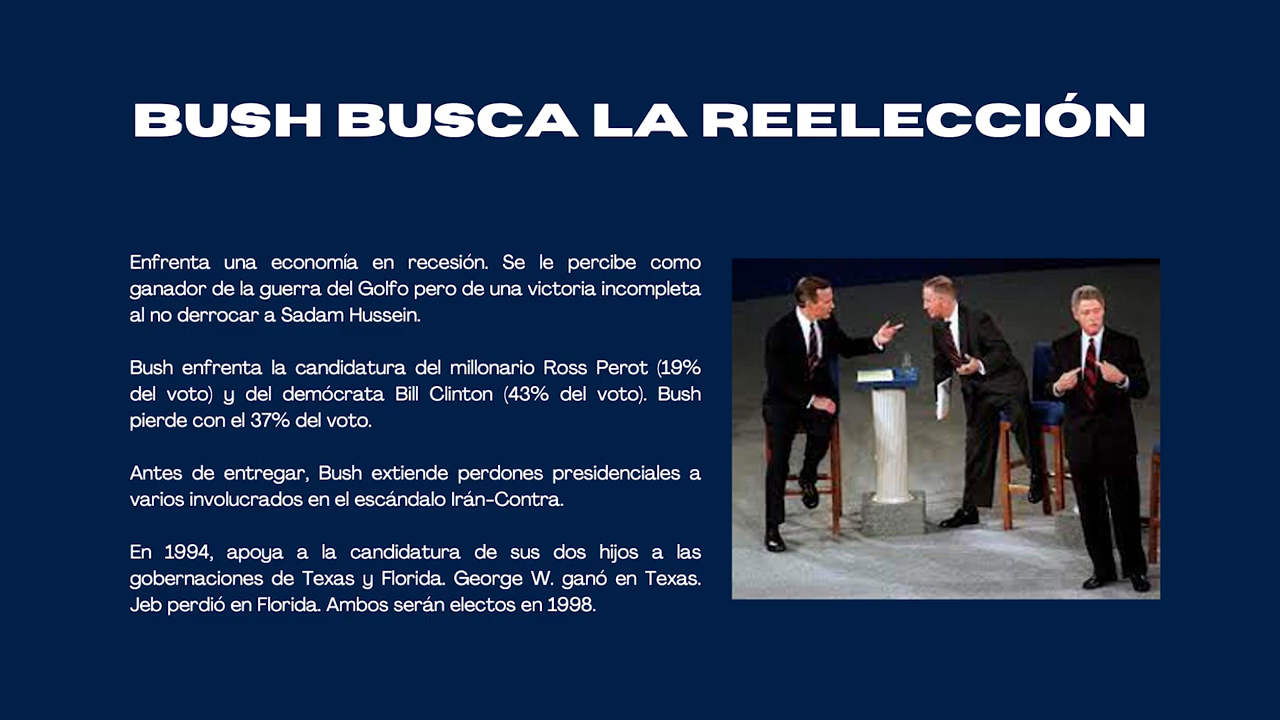 BUSH BUSCA LA REELECCIÓN
Enfrenta una economía en recesión. Se le percibe como
ganador de la guerra del Golfo pero de una victoria incompleta
al no derrocar a Sadam Hussein.
Bush enfrenta la candidatura del millonario Ross Perot (19%
del voto) y del demócrata Bill Clinton (43% del voto). Bush
pierde con el 37% del voto.
Antes de entregar, Bush extiende perdones presidenciales a
varios involucrados en el escándalo Irán-Contra.
En 1994, apoya a la candidatura de sus dos hijos a las
gobernaciones de Texas y Florida. George W. ganó en Texas.
Jeb perdió en Florida. Ambos serán electos en 1998.